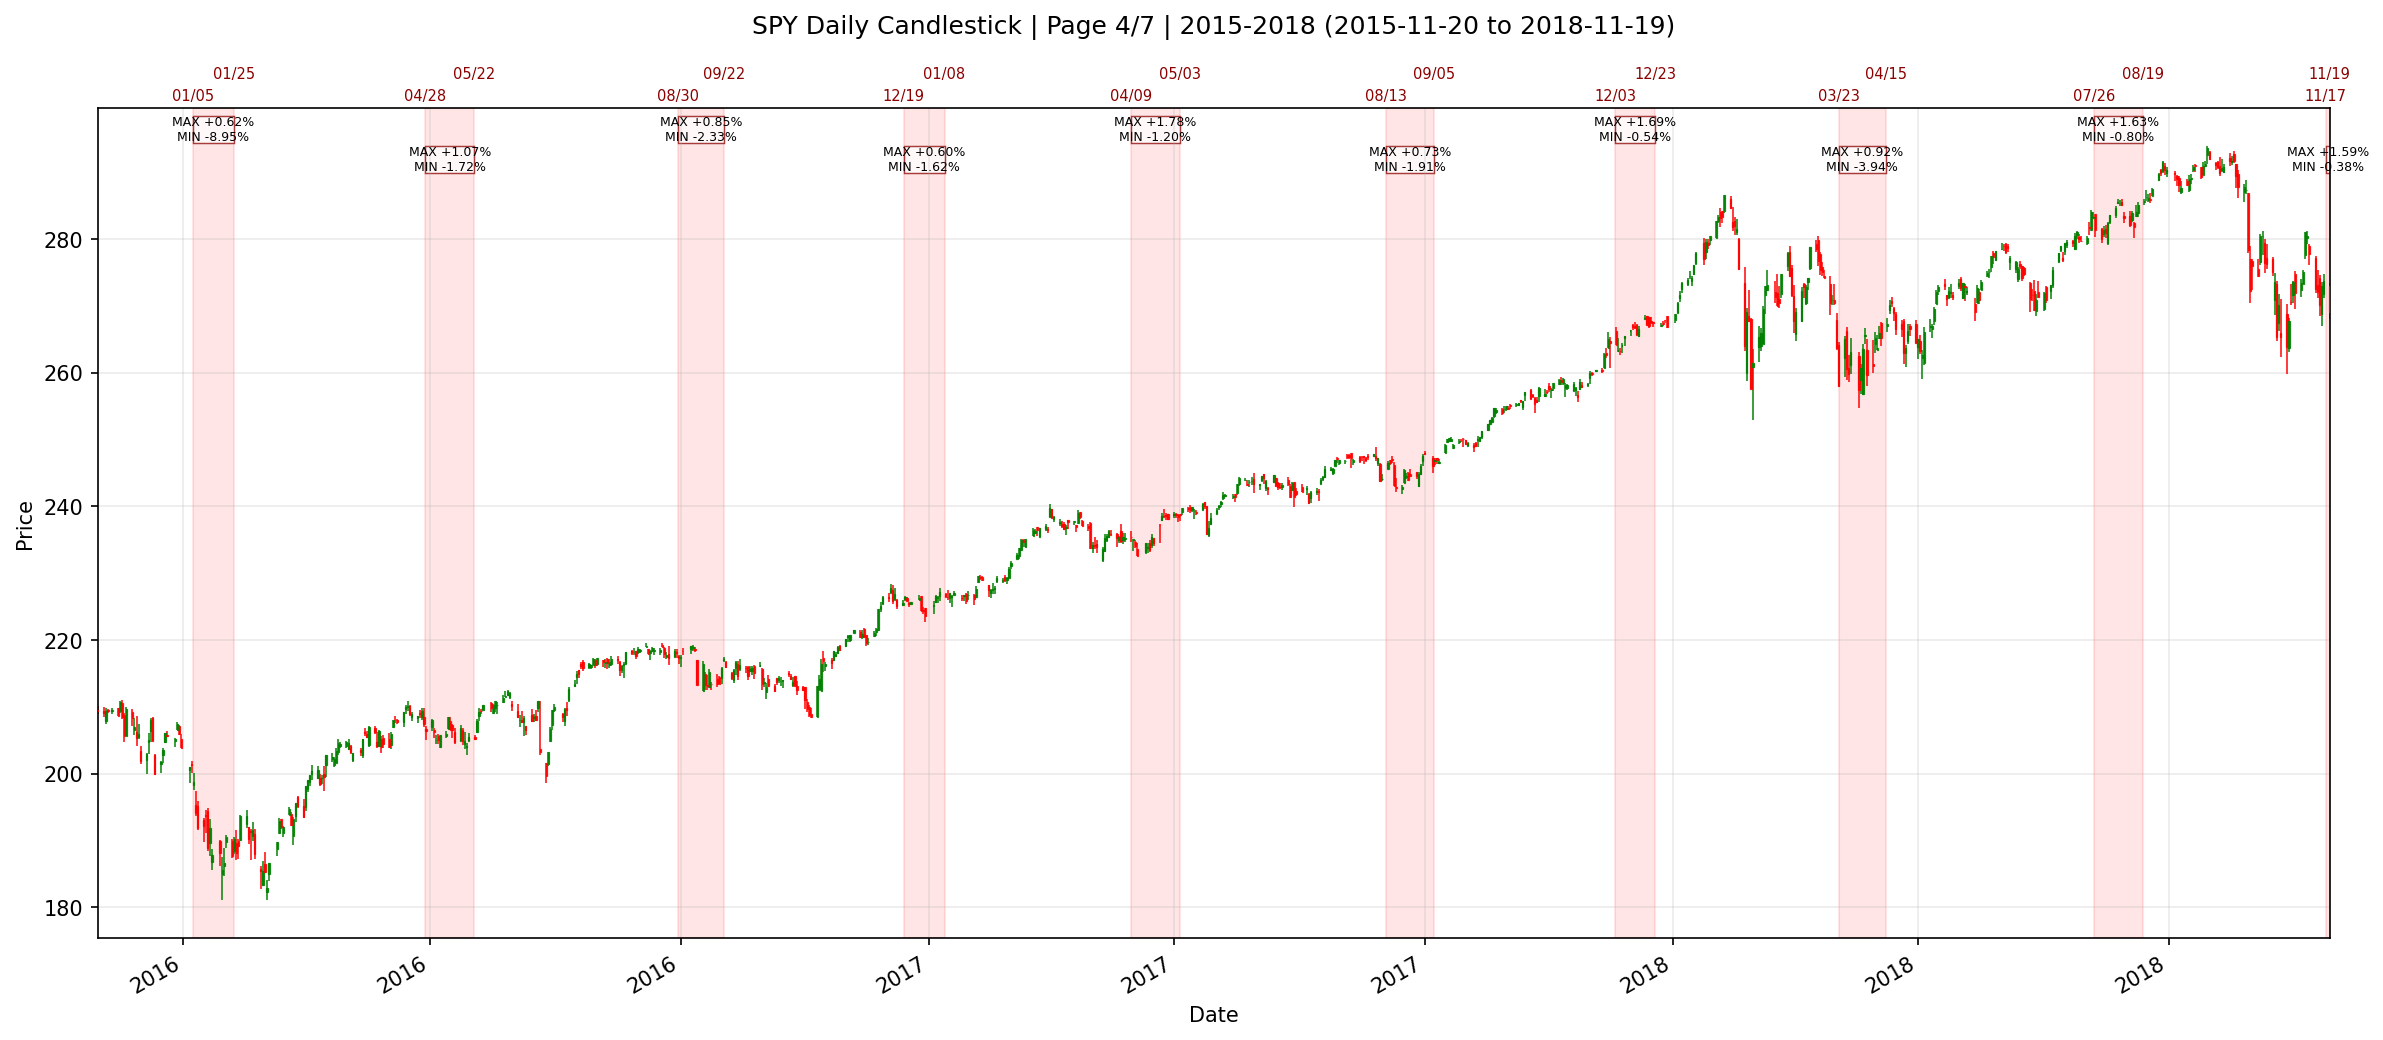 SPY Daily Candlestick | Page 4/7 | 2015-2018 (2015-11-20 to 2018-11-19)
01/25 05/22 09/22 01/08 05/03 09/05 12/23 04/15 08/19 11/19
01/05 04/28 08/30 12/19 04/09 08/13 12/03 03/23 07/26 11/17
MAX +0.62% MAX +0.85% MAX +1.78% MAX +1.69% MAX +1.63%
MIN -8.95% MIN -2.33% MIN -1.20% MIN -0.54% MIN -0.80%
MAX +1.07% MAX +0.60% MAX +0.73% MAX +0.92% MAX +1.59%
MIN -1.72% MIN -1.62% MIN -1.91% MIN -3.94% MIN -0.38%
280
260
240
220
200
180
Price
2016 2016 2016 2017 2017 2017 2018 2018 2018
Date